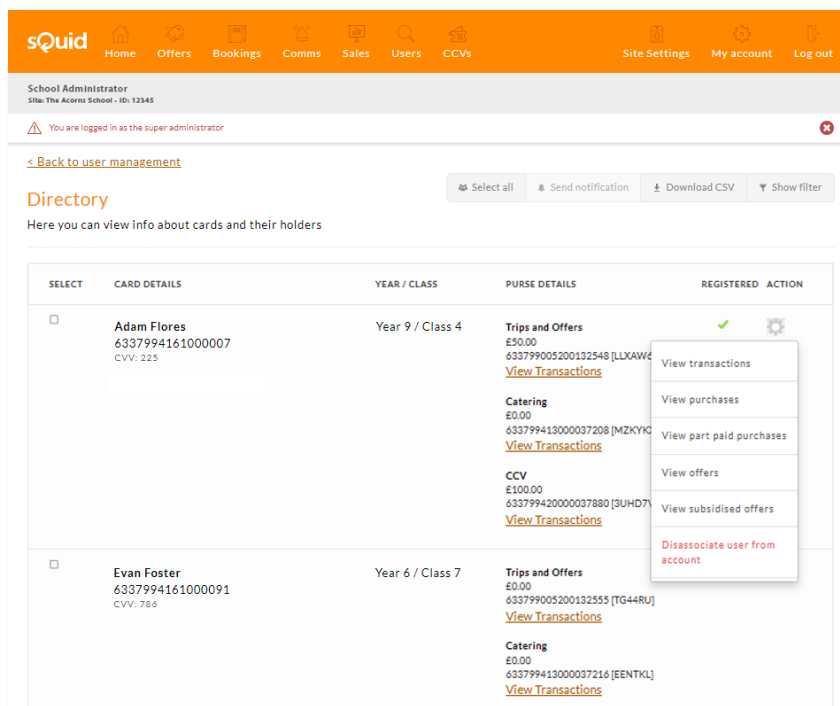 sQuid
Home Offers Bookings Comms Sales Users CCVs Site Settings My account Log out
School Administrator
Site: The Acorns School - ID: 12345
You are logged in as the super administrator
< Back to user management
Select all Send notification Download CSV Show filter
Directory
Here you can view info about cards and their holders
SELECT CARD DETAILS YEAR / CLASS PURSE DETAILS REGISTERED ACTION
Adam Flores
6337994161000007
CVV: 225
Year 9 / Class 4
Trips and Offers
£50.00
633799005200132548 [LLXAW6
View Transactions
Catering
£0.00
633799413000037208 [MZKYK
View Transactions
CCV
£100.00
633799420000037880 [3UHD7
View Transactions
View transactions
View purchases
View part paid purchases
View offers
View subsidised offers
Disassociate user from
account
Evan Foster
6337994161000091
CVV: 786
Year 6 / Class 7
Trips and Offers
£0.00
633799005200132555 [TG44RU]
View Transactions
Catering
£0.00
633799413000037216 [EENTKL]
View Transactions